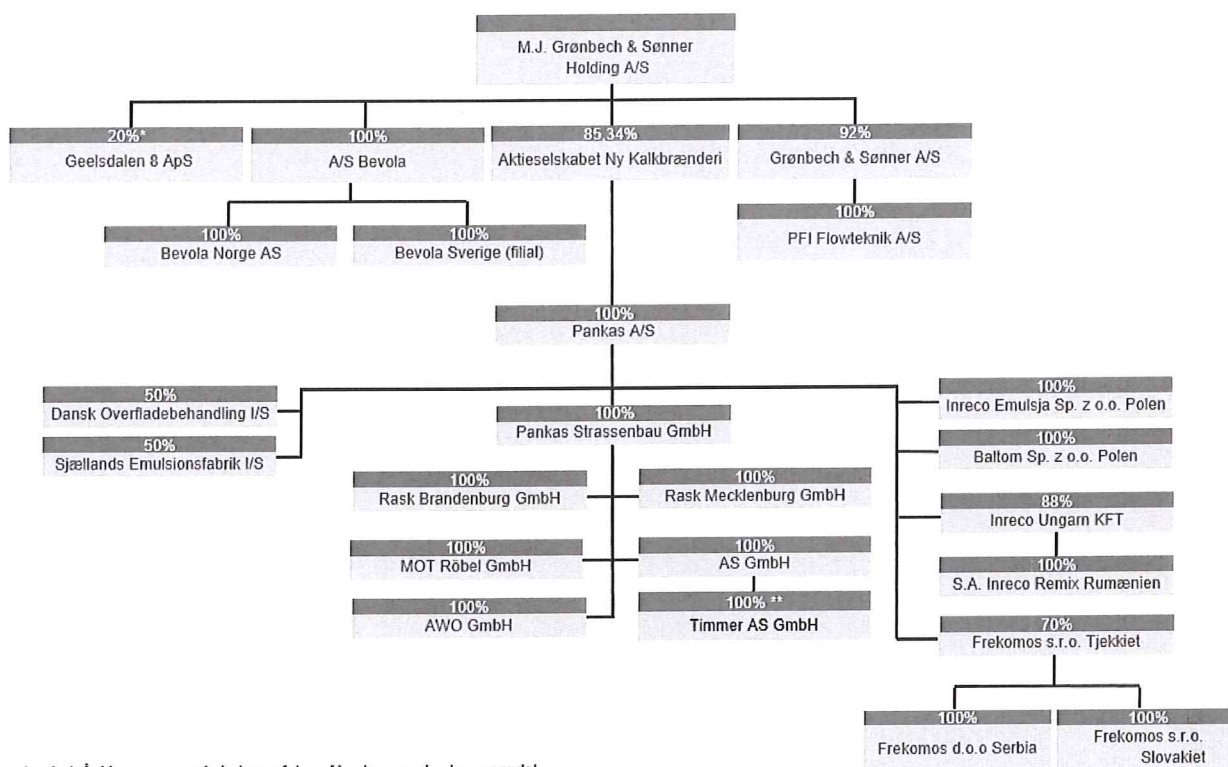 M.J. Grønbech & Sønner
Holding A/S
20%*
Geelsdalen 8 ApS
100%
A/S Bevola
85,34%
Aktieselskabet Ny Kalkbrænderi
92%
Grønbech & Sønner A/S
100%
Bevola Norge AS
100%
Bevola Sverige (filial)
100%
PFI Flowteknik A/S
100%
Pankas A/S
50%
Dansk Overfladebehandling I/S
50%
Sjællands Emulsionsfabrik I/S
100%
Pankas Strassenbau GmbH
100%
Rask Brandenburg GmbH
100%
Rask Mecklenburg GmbH
100%
MOT Röbel GmbH
100%
AS GmbH
100%
AWO GmbH
100% **
Timmer AS GmbH
100%
Inreco Emulsja Sp. z o.o. Polen
100%
Baltom Sp. z o.o. Polen
88%
Inreco Ungarn KFT
100%
S.A. Inreco Remix Rumænien
70%
Frekomos s.r.o. Tjekkiet
100%
Frekomos d.o.o Serbia
100%
Frekomos s.r.o.
Slovakiet